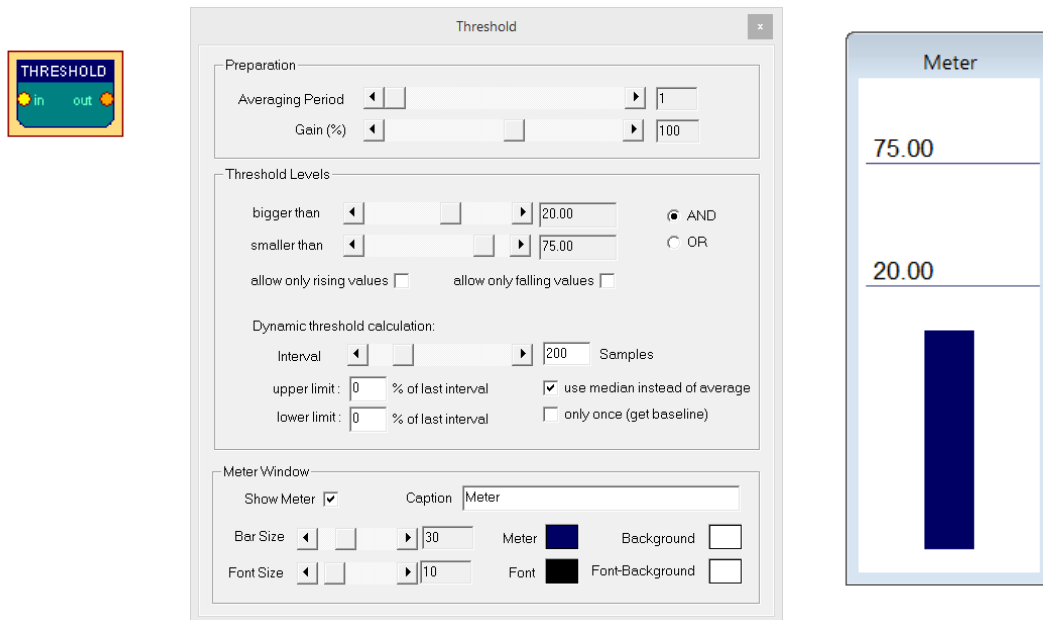 THRESHOLD
in out
Threshold
x
Preparation
Averaging Period 1
Gain (%) 100
Threshold Levels
bigger than 20.00 AND
smaller than 75.00 OR
allow only rising values allow only falling values
Dynamic threshold calculation:
Interval 200 Samples
upper limit: 0 % of last interval use median instead of average
lower limit: 0 % of last interval only once (get baseline)
Meter Window
Show Meter Caption Meter
Bar Size 30 Meter Background
Font Size 10 Font Font-Background
Meter
75.00
20.00